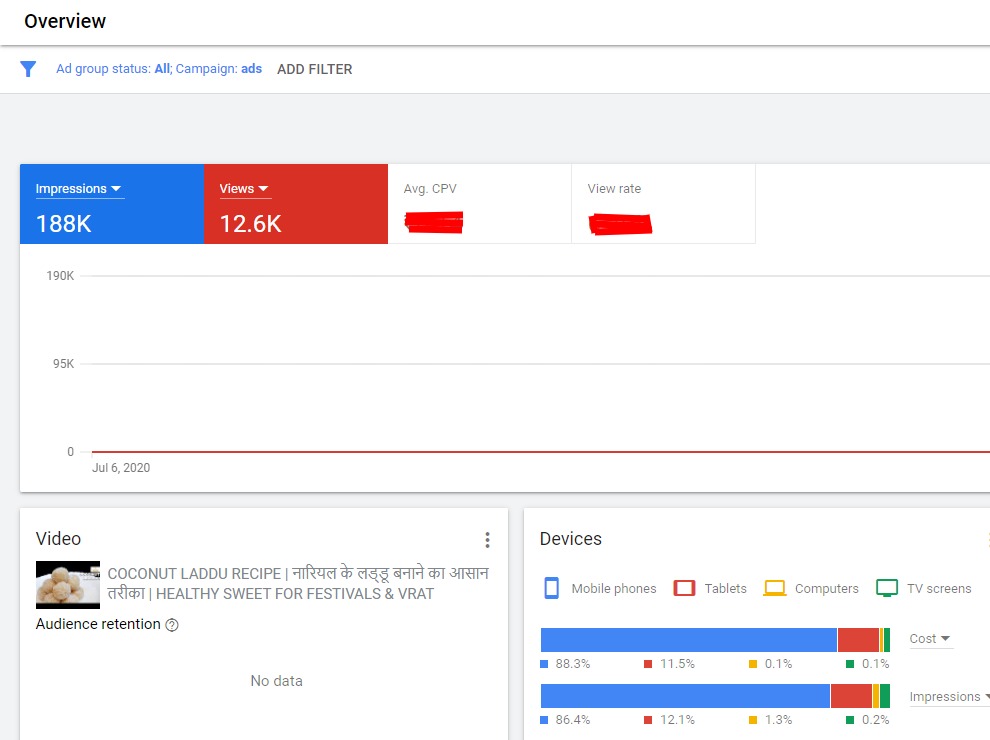 Overview
Ad group status: All; Campaign: ads ADD FILTER
Impressions Views Avg. CPV View rate
188K 12.6K
190K
95K
0
Jul 6, 2020
Video
COCONUT LADDU RECIPE | नारियल के लड्डू बनाने का आसान
तरीका | HEALTHY SWEET FOR FESTIVALS & VRAT
Audience retention
No data
Devices
Mobile phones Tablets Computers TV screens
Cost
88.3% 11.5% 0.1% 0.1%
Impressions
86.4% 12.1% 1.3% 0.2%